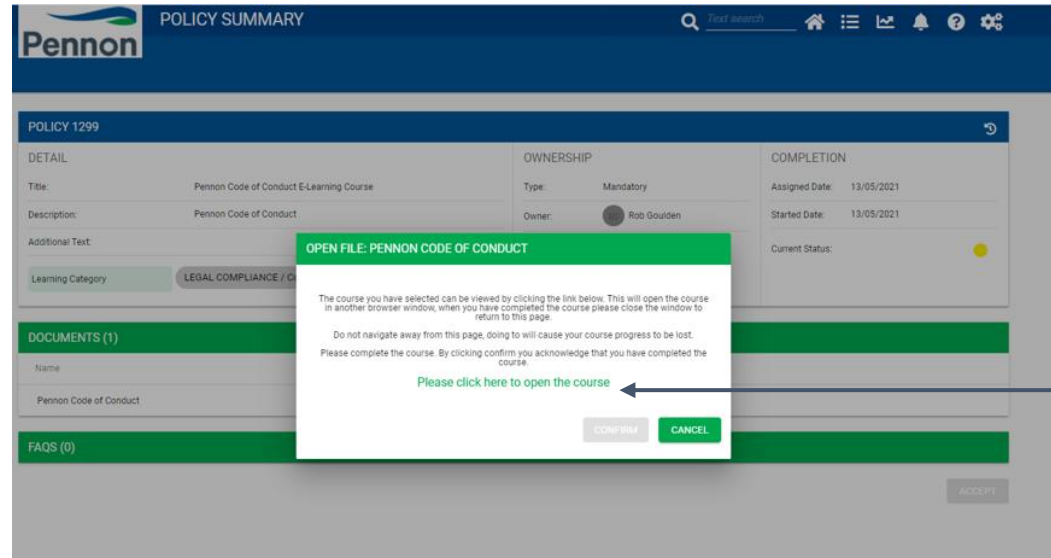 Pennon
POLICY SUMMARY
Text search
POLICY 1299
DETAIL
OWNERSHIP
COMPLETION
Title:
Pennon Code of Conduct E-Learning Course
Type:
Mandatory
Assigned Date:
13/05/2021
Description:
Pennon Code of Conduct
Owner:
Rob Goulden
Started Date:
13/05/2021
Additional Text:
Current Status:
Learning Category
LEGAL COMPLIANCE /
OPEN FILE: PENNON CODE OF CONDUCT
The course you have selected can be viewed by clicking the link below. This will open the course
in another browser window, when you have completed the course please close the window to
return to this page.
Do not navigate away from this page, doing to will cause your course progress to be lost.
Please complete the course. By clicking confirm you acknowledge that you have completed the
course.
Please click here to open the course
CONFIRM
CANCEL
DOCUMENTS (1)
Name
Pennon Code of Conduct
FAQS (0)
ACCEPT